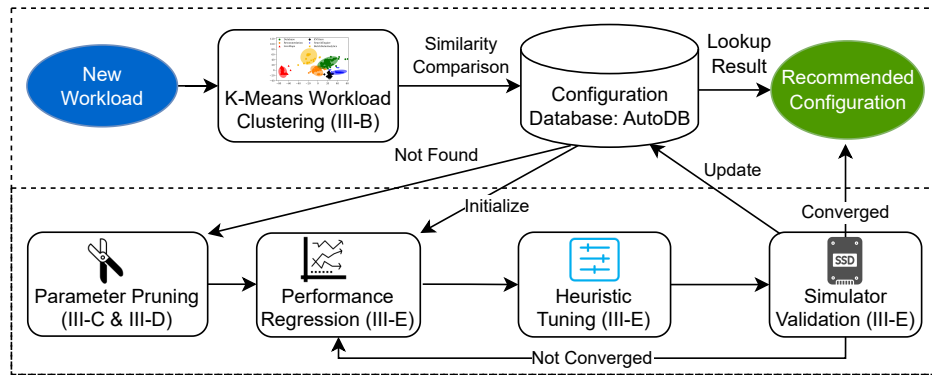 New
Workload
K-Means Workload
Clustering (III-B)
Similarity
Comparison
Configuration
Database: AutoDB
Lookup
Result
Recommended
Configuration
Not Found
Initialize
Update
Converged
Parameter Pruning
(III-C & III-D)
Performance
Regression (III-E)
Heuristic
Tuning (III-E)
SSD
Simulator
Validation (III-E)
Not Converged